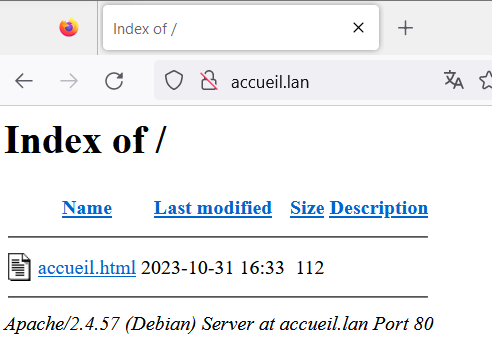 Index of /
accueil.lan
Index of /
Name Last modified Size Description
accueil.html 2023-10-31 16:33 112
Apache/2.4.57 (Debian) Server at accueil.lan Port 80